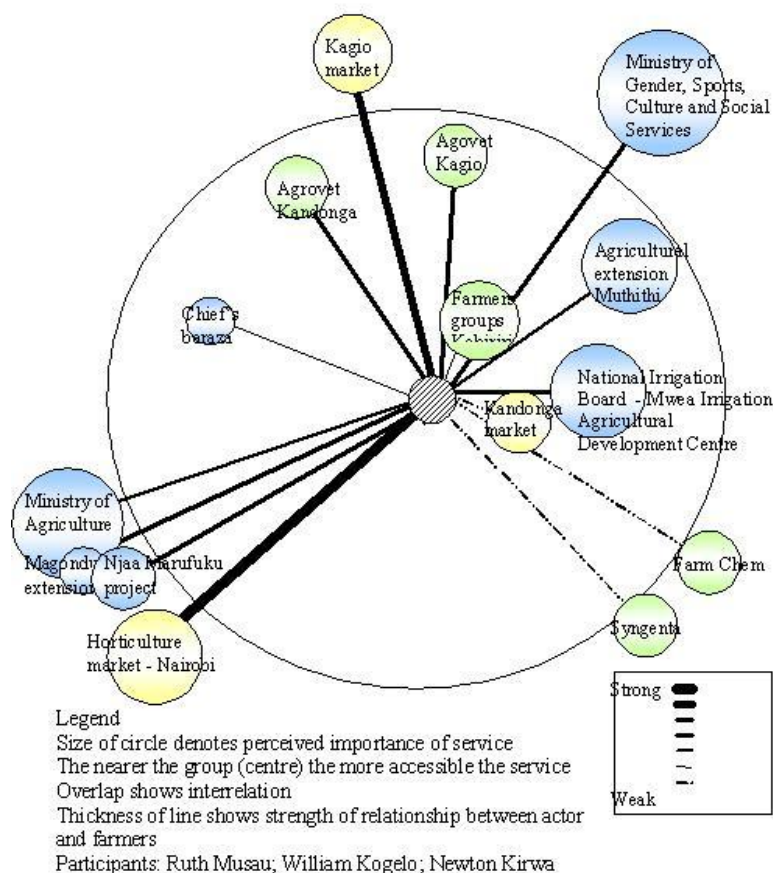 Kagio
market
Ministry of
Gender, Sports,
Culture and Social
Services
Agovet
Kagio
Agrovet
Kandonga
Agricultural
extension
Muthithi
Farmers
groups
Chief's
baraza
National Irrigation
Board - Mwea Irrigation
Agricultural
Development Centre
Kandonga
market
Ministry of
Agriculture
Magondy
extension
Njaa Marufuku
project
Farm Chem
Syngenta
Horticulture
market - Nairobi
Strong
Weak
Legend
Size of circle denotes perceived importance of service
The nearer the group (centre) the more accessible the service
Overlap shows interrelation
Thickness of line shows strength of relationship between actor
and farmers
Participants: Ruth Musau; William Kogelo; Newton Kirwa